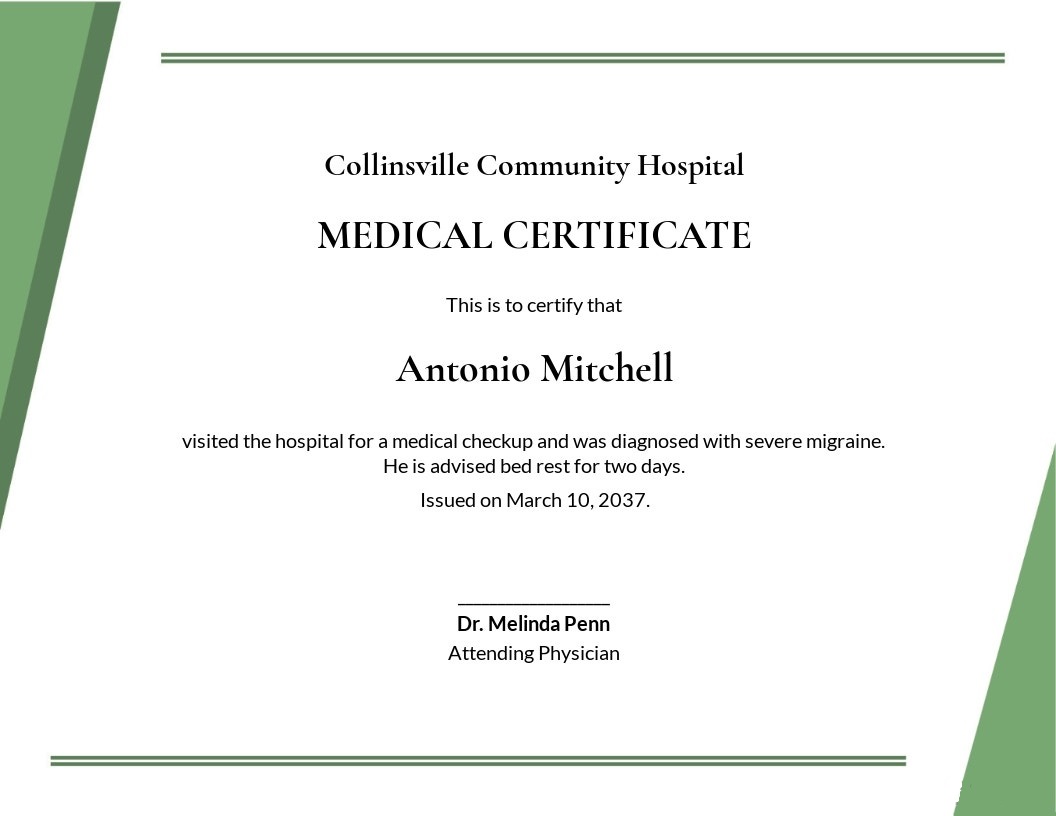 Collinsville Community Hospital
MEDICAL CERTIFICATE
This is to certify that
Antonio Mitchell
visited the hospital for a medical checkup and was diagnosed with severe migraine.
He is advised bed rest for two days.
Issued on March 10, 2037.
___________________
Dr. Melinda Penn
Attending Physician